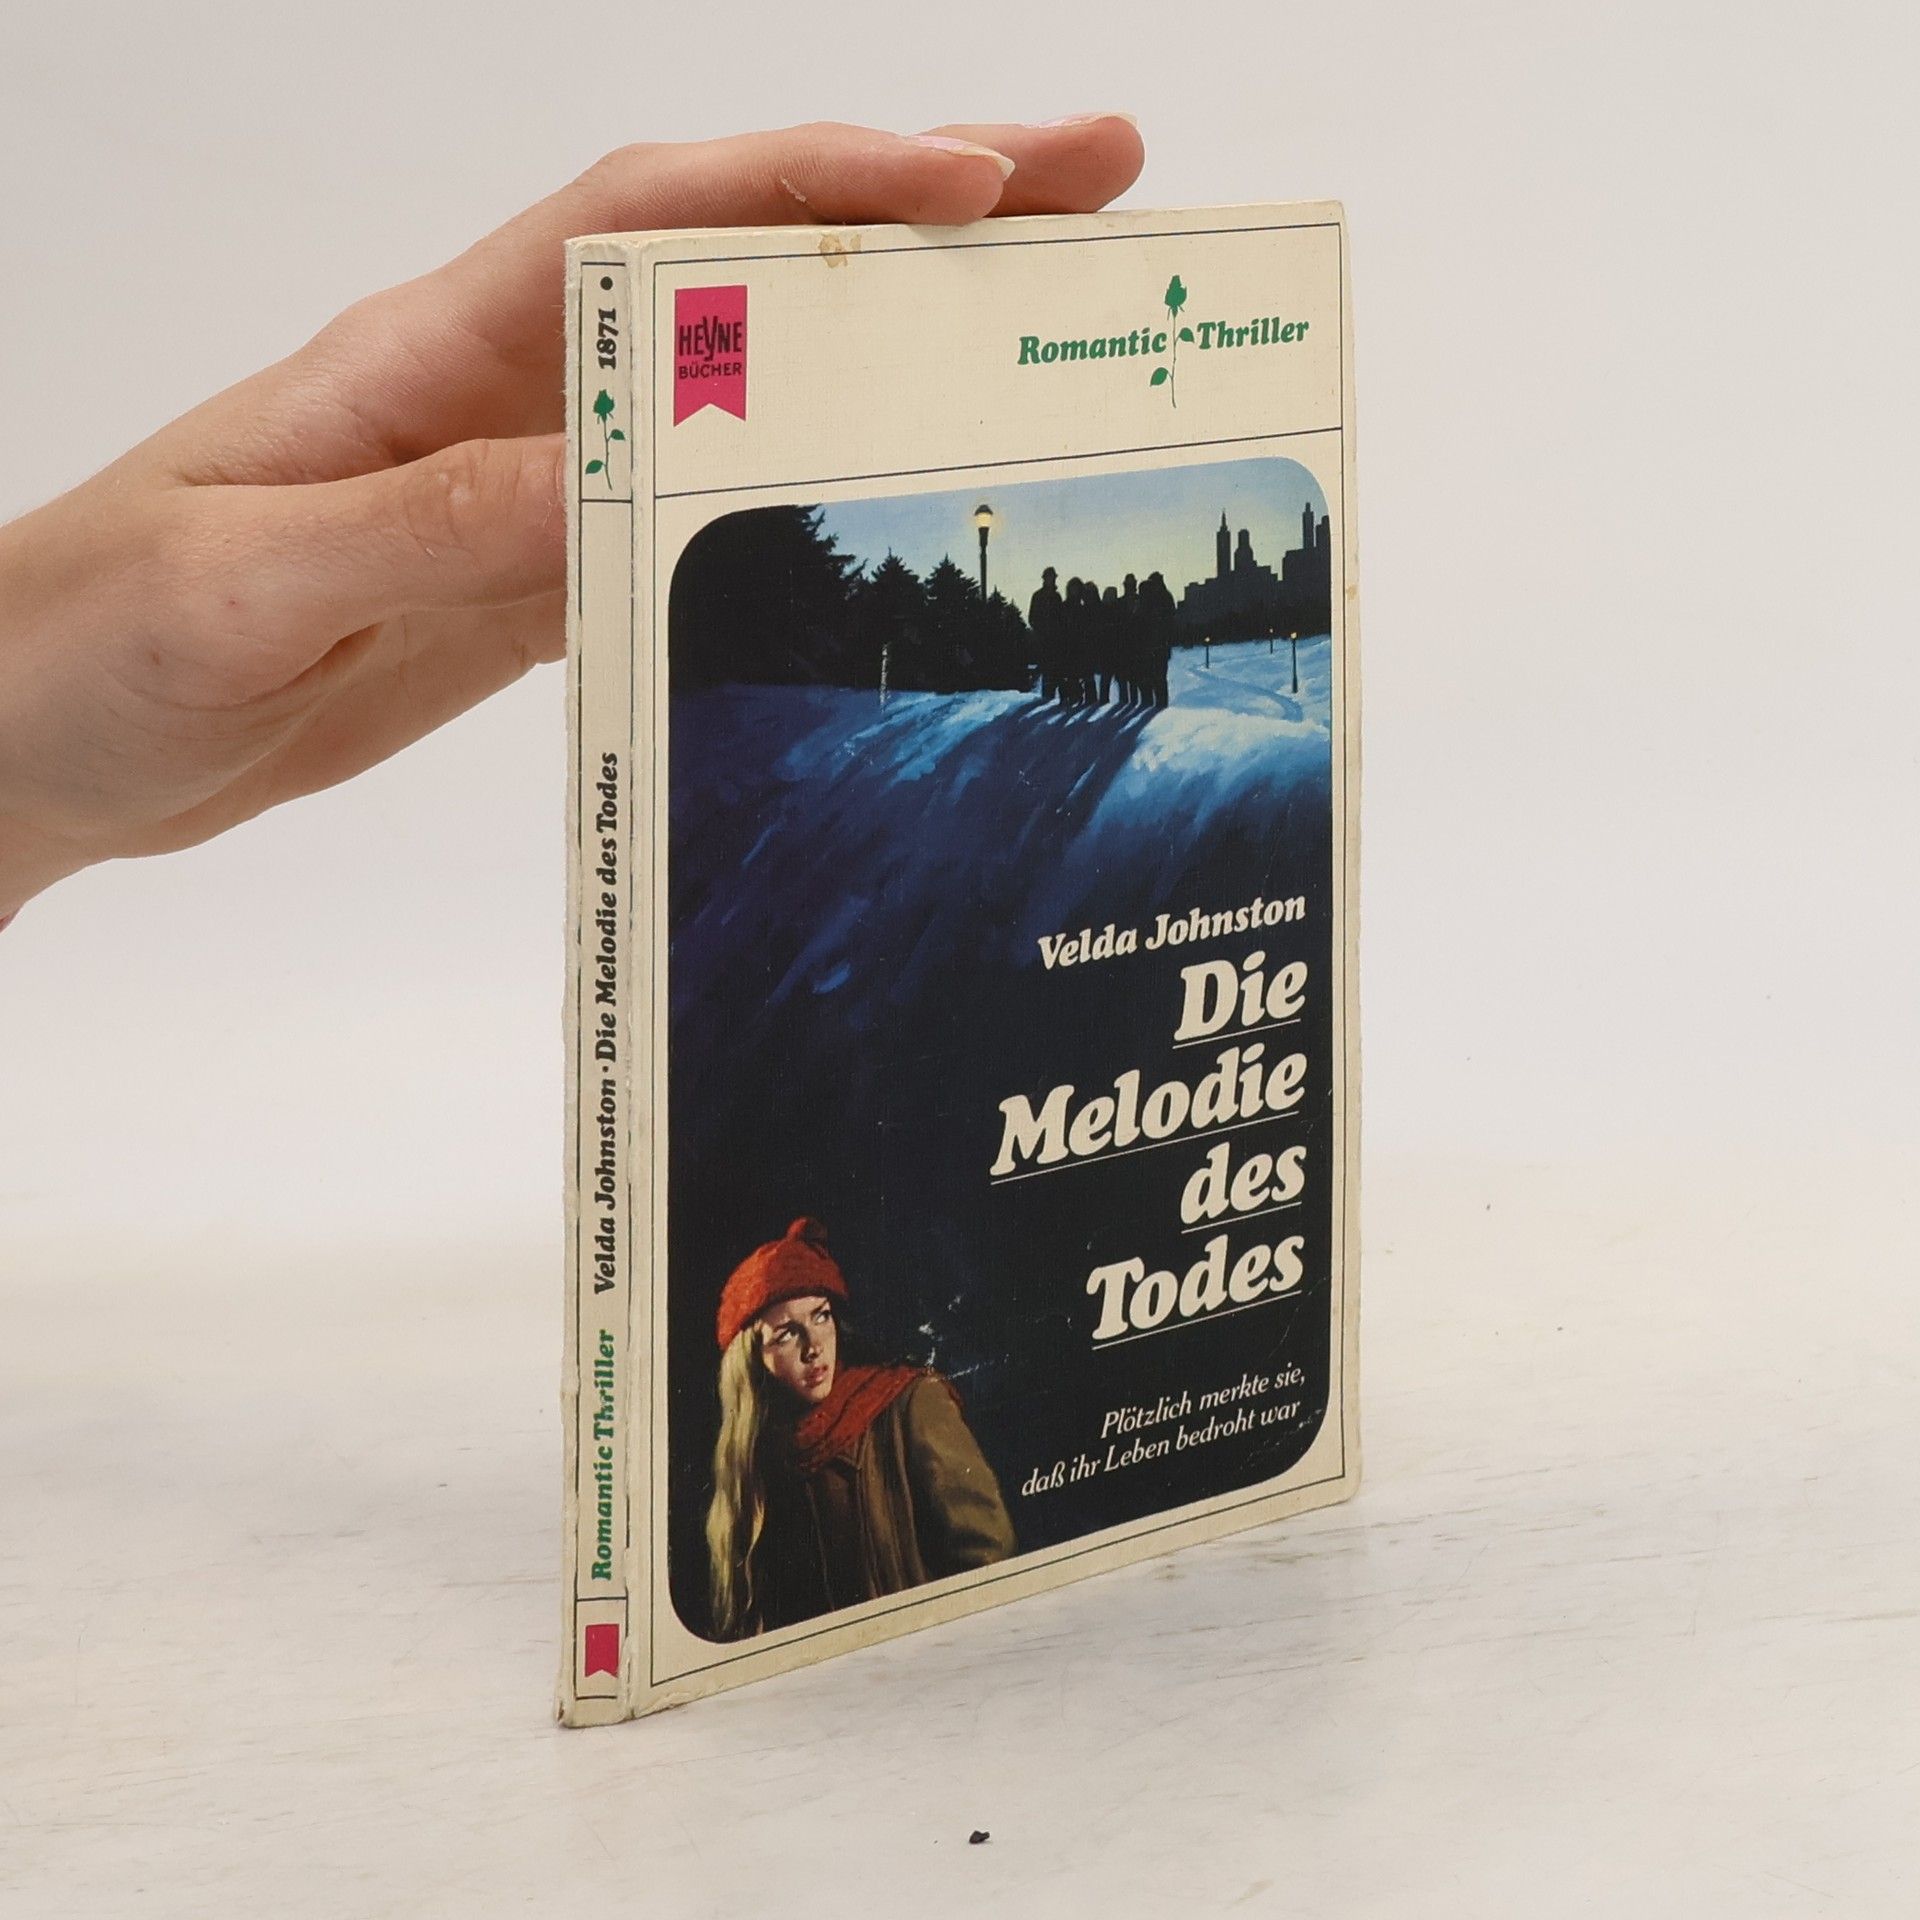 HEYNE
BÜCHER
Romantic Thriller
Velda Johnston
Die
Melodie
des
Todes
Plötzlich merkte sie,
daß ihr Leben bedroht war
Romantic Thriller Velda Johnston · Die Melodie des Todes 1871 •